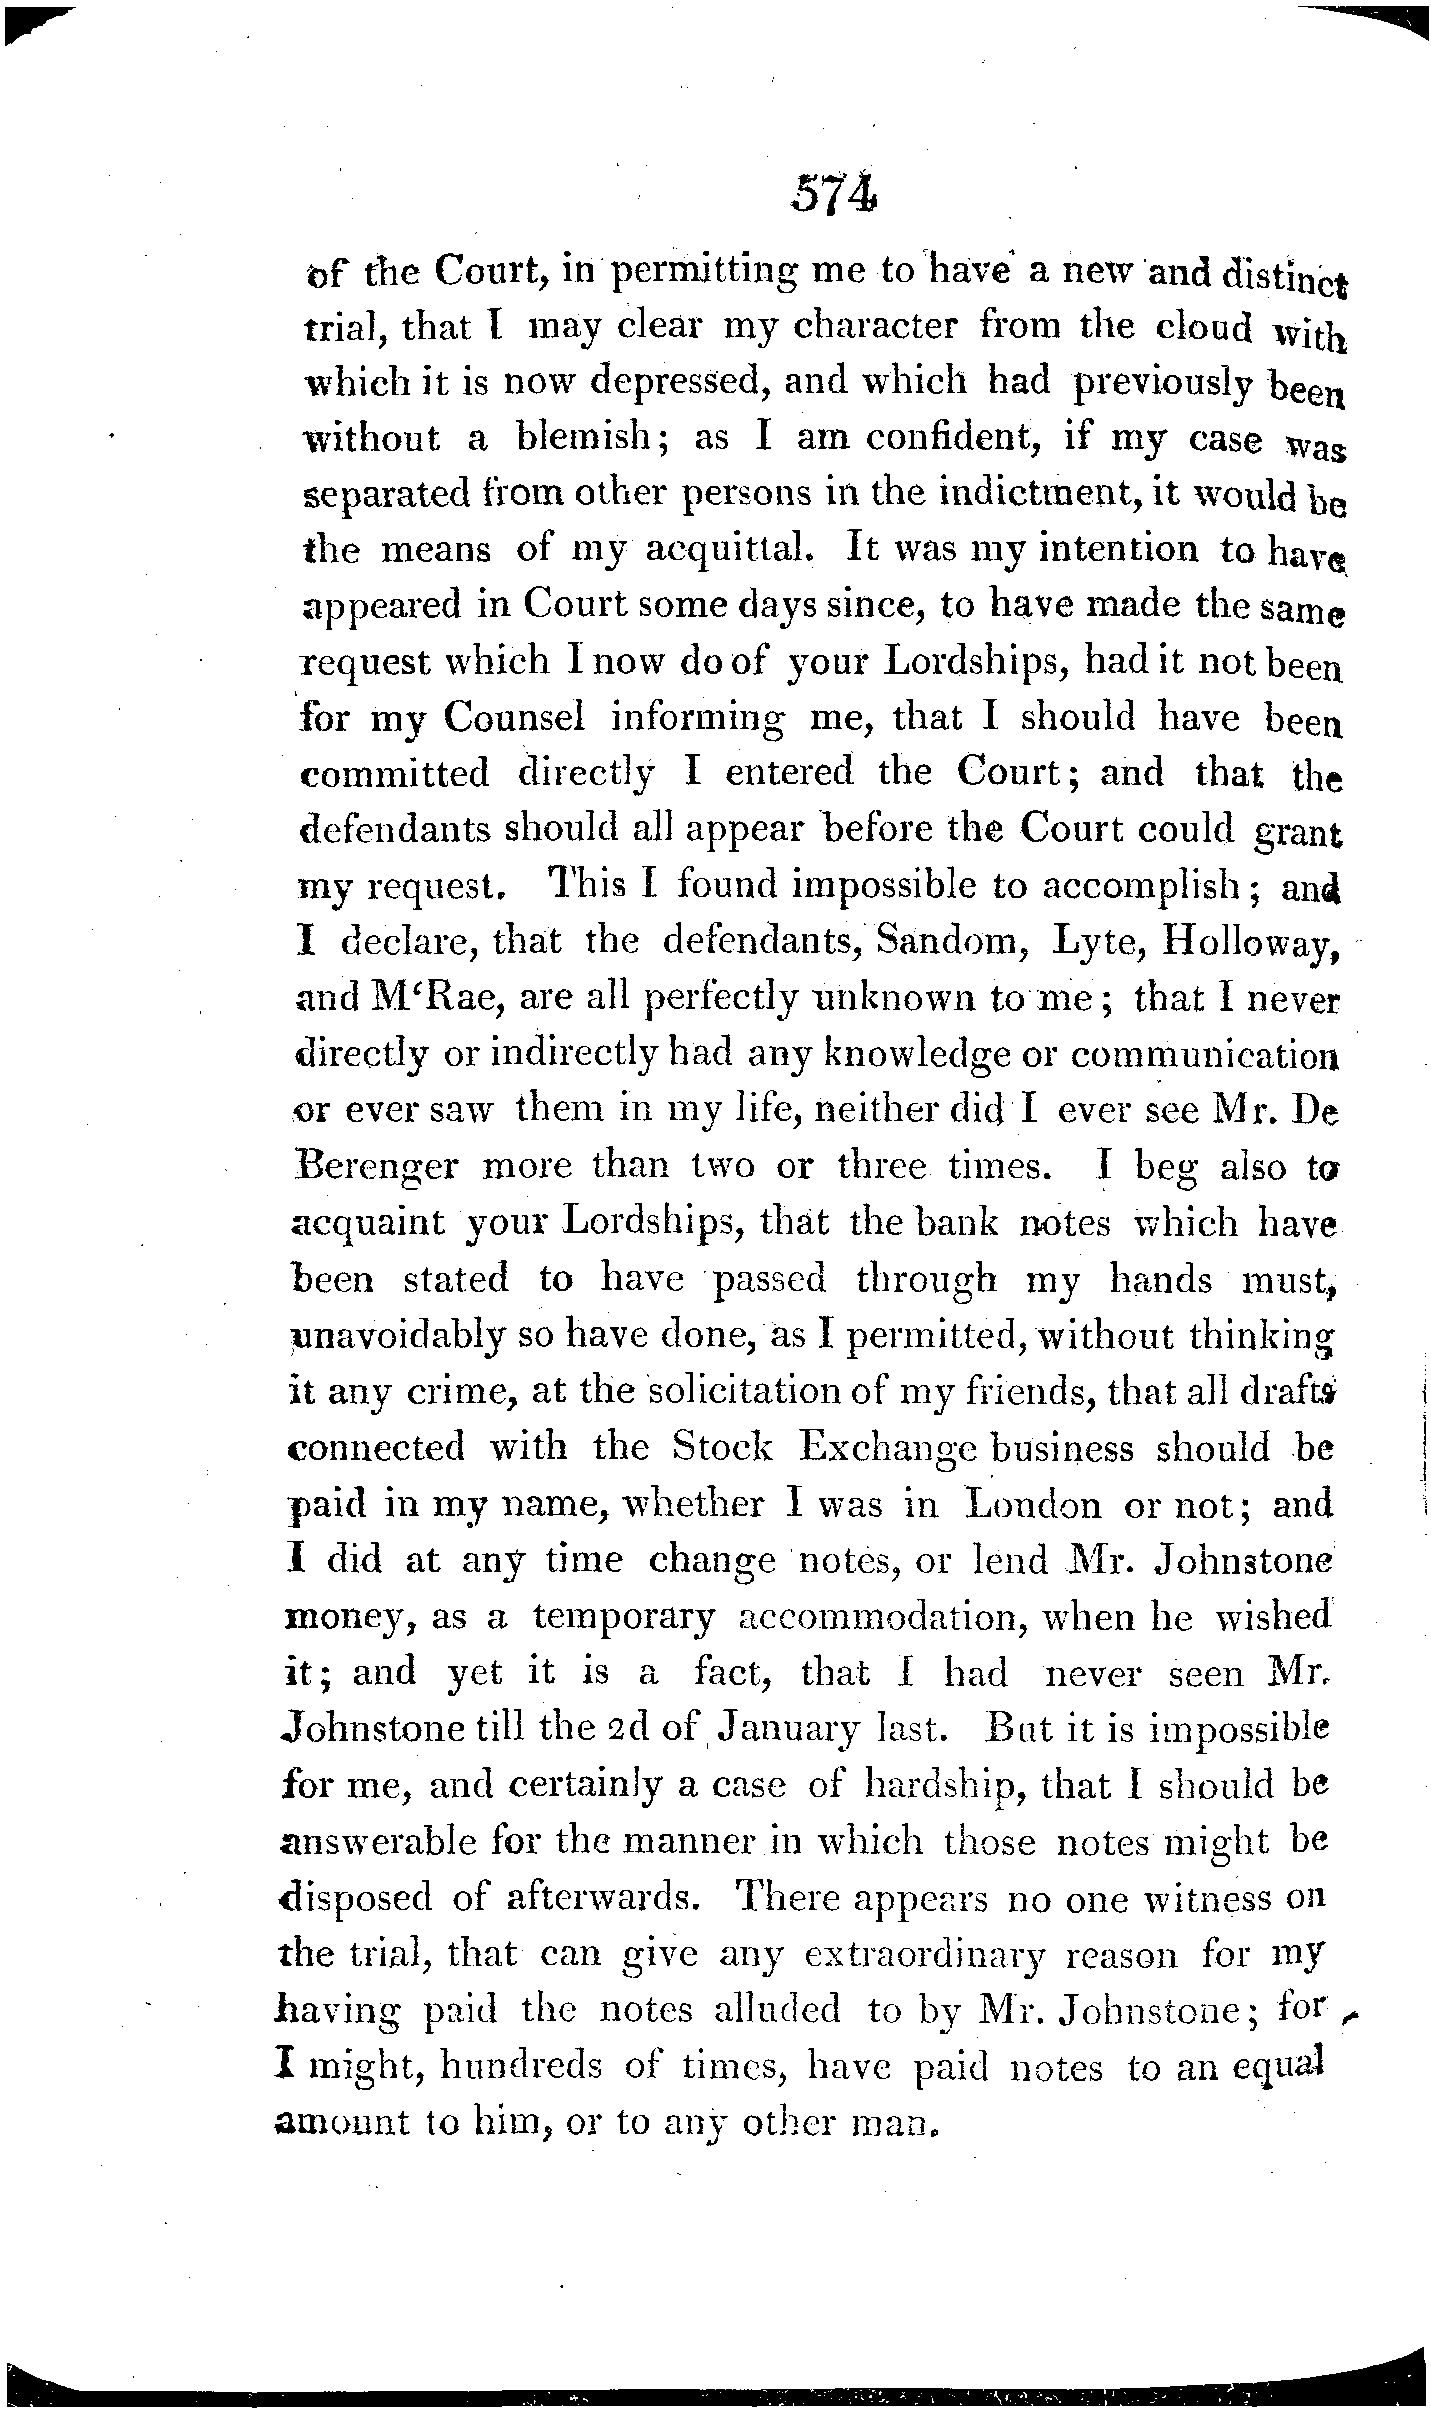 574
of the Court, in permitting me to have a new and distinct
trial, that I may clear my character from the cloud with
which it is now depressed, and which had previously been
without a blemish; as I am confident, if my case was
separated from other persons in the indictment, it would be
the means of my acquittal. It was my intention to have
appeared in Court some days since, to have made the same
request which I now do of your Lordships, had it not been
for my Counsel informing me, that I should have been
committed directly I entered the Court; and that the
defendants should all appear before the Court could grant
my request. This I found impossible to accomplish; and
I declare, that the defendants, Sandom, Lyte, Holloway,
and M‘Rae, are all perfectly unknown to me; that I never
directly or indirectly had any knowledge or communication
or ever saw them in my life, neither did I ever see Mr. De
Berenger more than two or three times. I beg also to
acquaint your Lordships, that the bank notes which have
been stated to have passed through my hands must,
unavoidably so have done, as I permitted, without thinking
it any crime, at the solicitation of my friends, that all drafts
connected with the Stock Exchange business should be
paid in my name, whether I was in London or not; and
I did at any time change notes, or lend Mr. Johnstone
money, as a temporary accommodation, when he wished
it; and yet it is a fact, that I had never seen Mr.
Johnstone till the 2d of January last. But it is impossible
for me, and certainly a case of hardship, that I should be
answerable for the manner in which those notes might be
disposed of afterwards. There appears no one witness on
the trial, that can give any extraordinary reason for my
having paid the notes alluded to by Mr. Johnstone; for
I might, hundreds of times, have paid notes to an equal
amount to him, or to any other man.